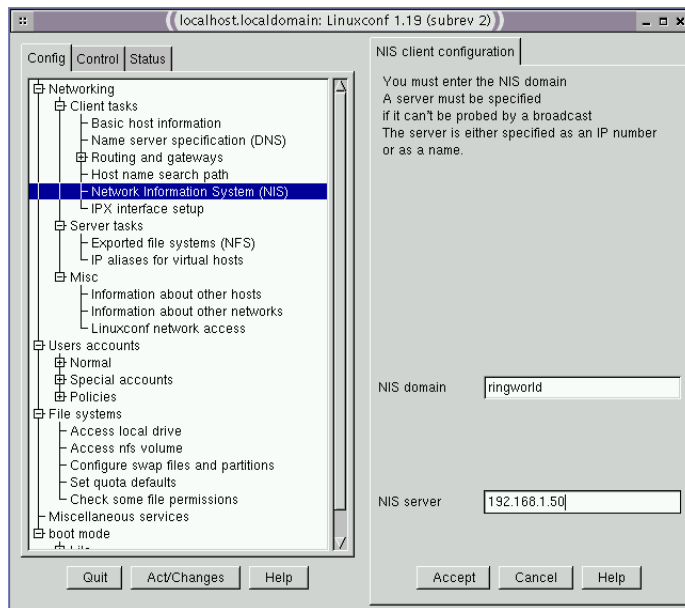 localhost.localdomain: Linuxconf 1.19 (subrev 2)
Config Control Status
Networking
Client tasks
Basic host information
Name server specification (DNS)
Routing and gateways
Host name search path
Network Information System (NIS)
IPX interface setup
Server tasks
Exported file systems (NFS)
IP aliases for virtual hosts
Misc
Information about other hosts
Information about other networks
Linuxconf network access
Users accounts
Normal
Special accounts
Policies
File systems
Access local drive
Access nfs volume
Configure swap files and partitions
Set quota defaults
Check some file permissions
Miscellaneous services
boot mode
Quit Act/Changes Help
NIS client configuration
You must enter the NIS domain
A server must be specified
if it can't be probed by a broadcast
The server is either specified as an IP number
or as a name.
NIS domain ringworld
NIS server 192.168.1.50
Accept Cancel Help